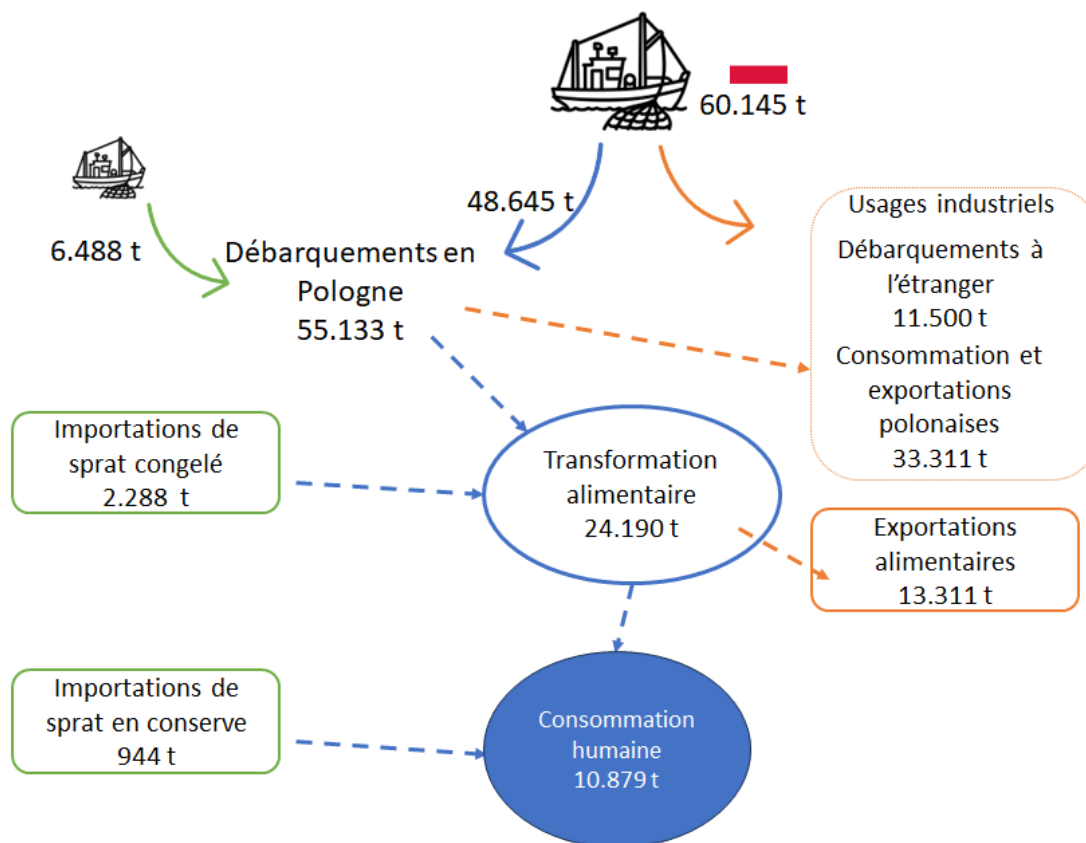 60.145 t
48.645 t
6.488 t
Débarquements en
Pologne
55.133 t
Usages industriels
Débarquements à
l'étranger
11.500 t
Consommation et
exportations
polonaises
33.311 t
Importations de
sprat congelé
2.288 t
Transformation
alimentaire
24.190 t
Exportations
alimentaires
13.311 t
Importations de
sprat en conserve
944 t
Consommation
humaine
10.879 t